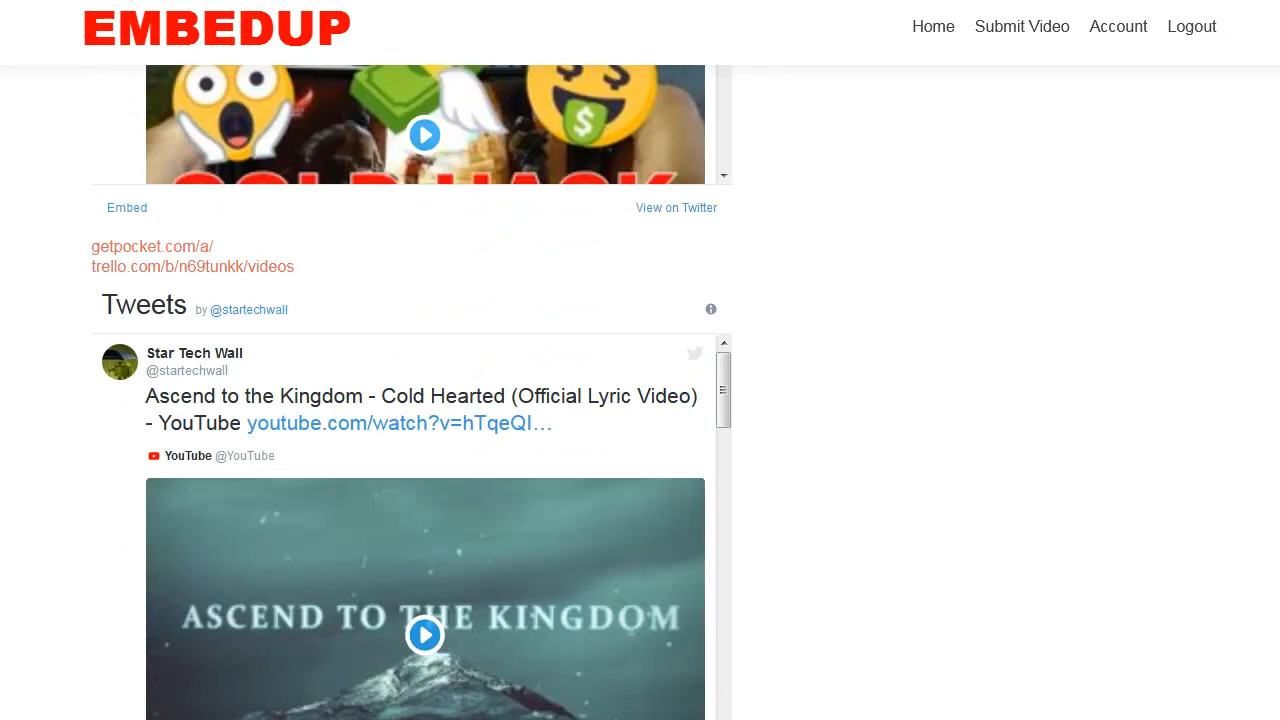 EMBEDUP
Home Submit Video Account Logout
Embed View on Twitter
getpocket.com/a/
trello.com/b/n69tunkk/videos
Tweets by @startechwall
Star Tech Wall
@startechwall
Ascend to the Kingdom - Cold Hearted (Official Lyric Video)
- YouTube youtube.com/watch?v=hTqeQI…
YouTube @YouTube
ASCEND TO THE KINGDOM